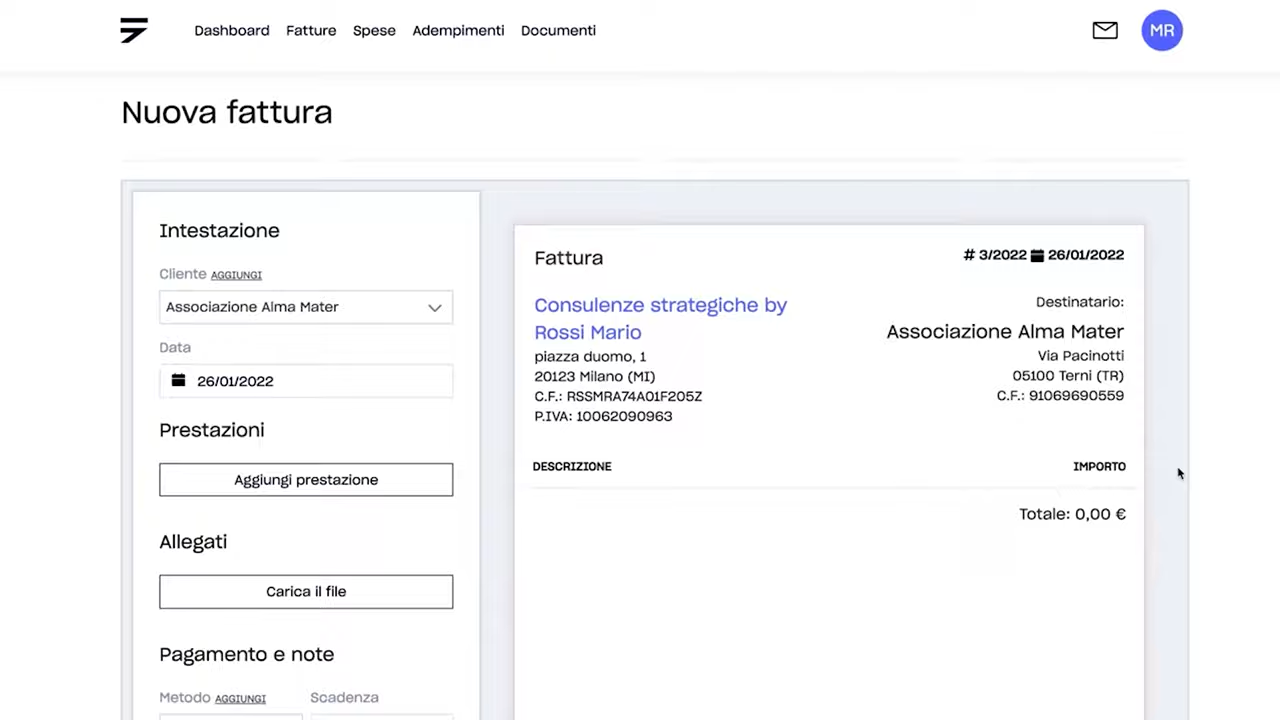 Dashboard Fatture Spese Adempimenti Documenti
MR
Nuova fattura
Intestazione
Cliente AGGIUNGI
Associazione Alma Mater
Data
26/01/2022
Prestazioni
Aggiungi prestazione
Allegati
Carica il file
Pagamento e note
Metodo AGGIUNGI Scadenza
Fattura
# 3/2022 26/01/2022
Consulenze strategiche by
Rossi Mario
piazza duomo, 1
20123 Milano (MI)
C.F.: RSSMRA74A01F205Z
P.IVA: 10062090963
Destinatario:
Associazione Alma Mater
Via Pacinotti
05100 Terni (TR)
C.F.: 91069690559
DESCRIZIONE IMPORTO
Totale: 0,00 €